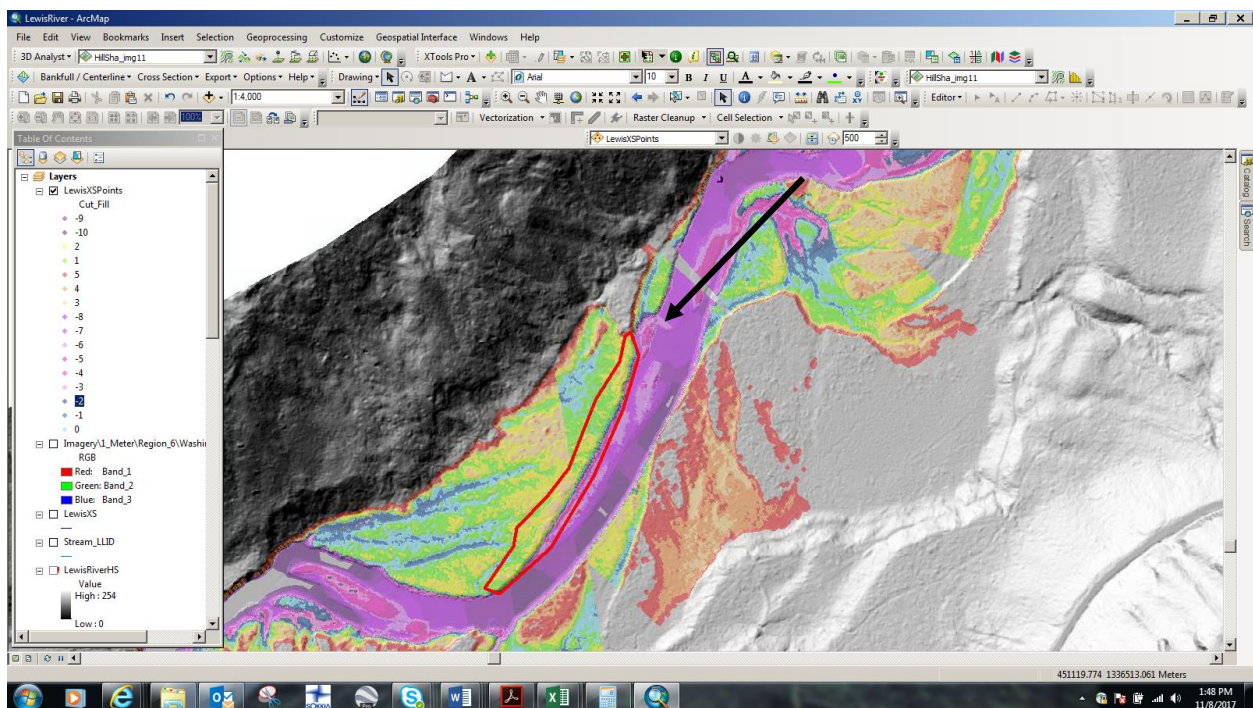 LewisRiver - ArcMap
File Edit View Bookmarks Insert Selection Geoprocessing Customize Geospatial Interface Windows Help
3D Analyst HillSha_img11 XTools Pro
Bankfull / Centerline Cross Section Export Options Help Drawing A Arial 10 B I U A HillSha_img11
1:4,000 Editor
100% Vectorization Raster Cleanup Cell Selection
LewisXSPoints 500
Table Of Contents
Layers
LewisXSPoints
Cut_Fill
-9
-10
2
1
5
4
3
-8
-7
-6
-5
-4
-3
-2
-1
0
Imagery\1_Meter\Region_6\Washi
RGB
Red: Band_1
Green: Band_2
Blue: Band_3
LewisXS
Stream_LLID
LewisRiverHS
Value
High : 254
Low : 0
Catalog
Search
451119.774 1336513.061 Meters
SOKKIA
1:48 PM
11/8/2017